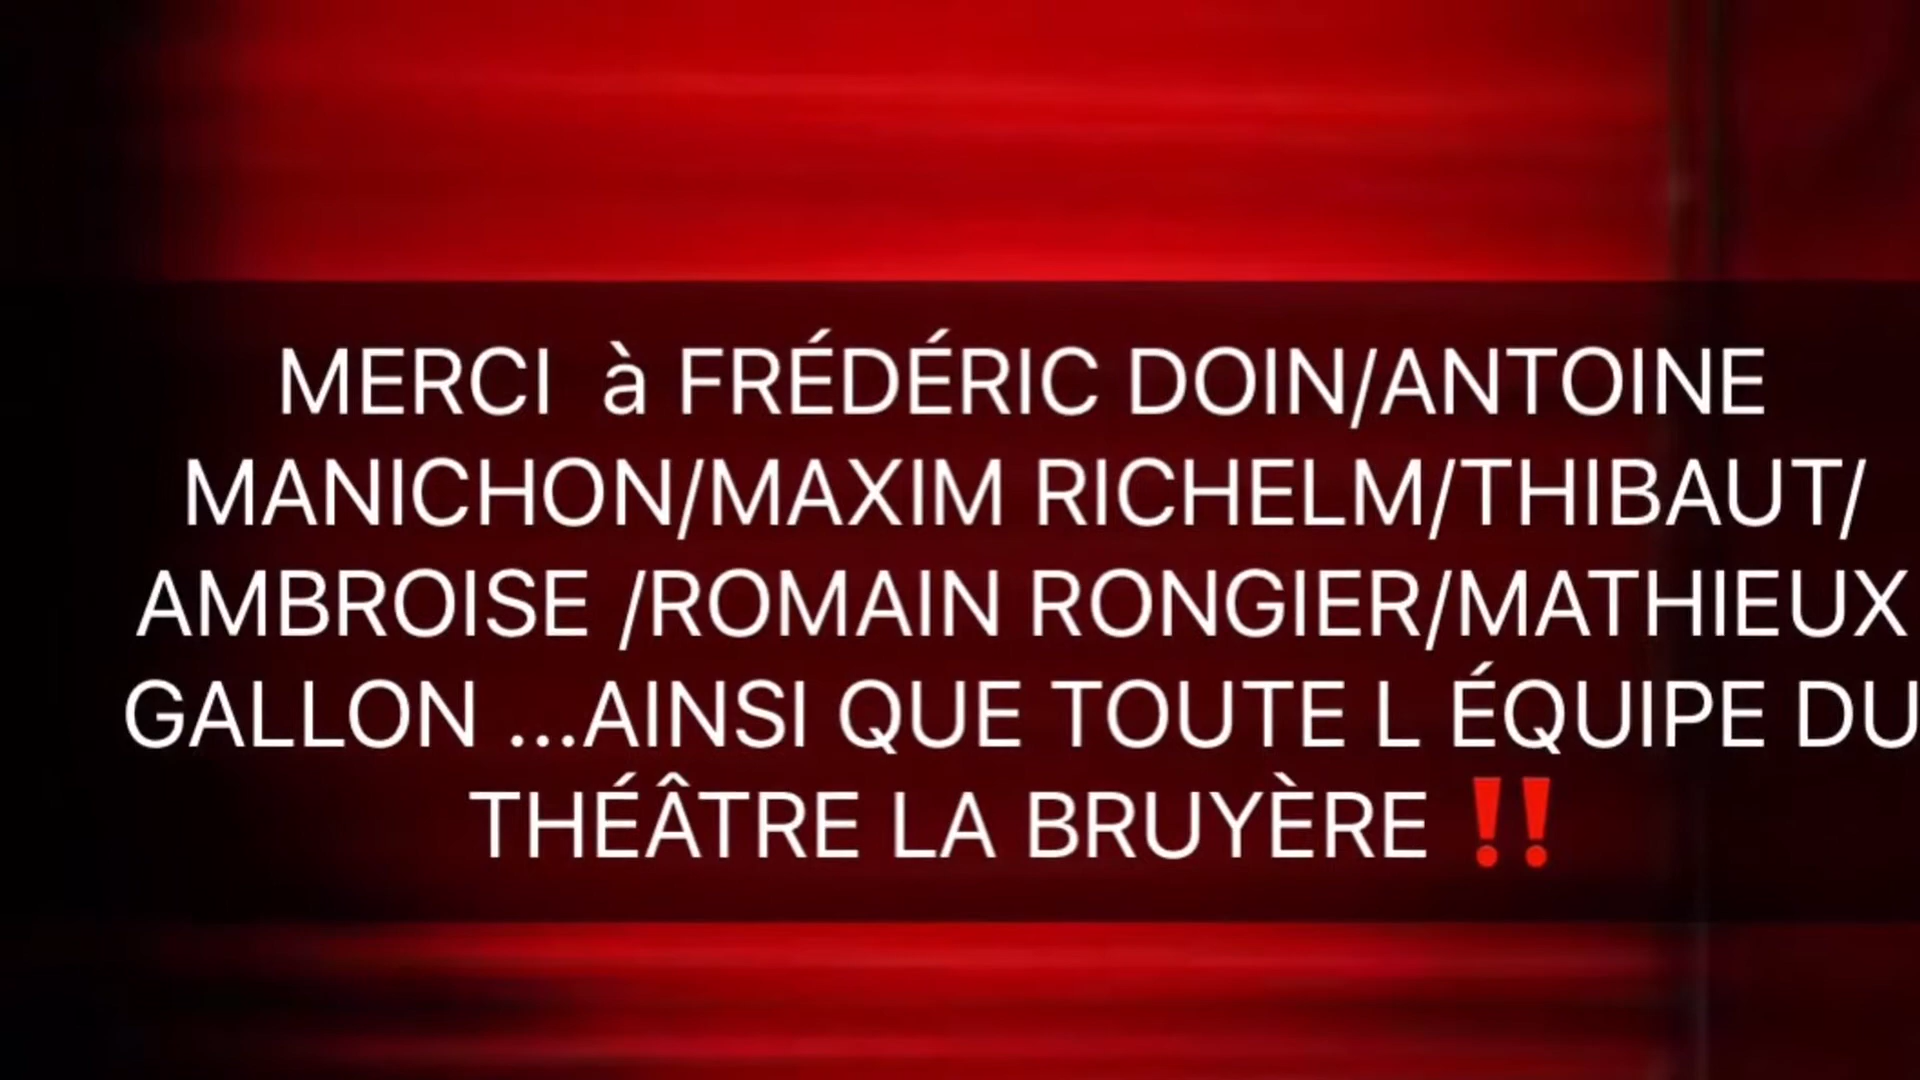 MERCI  à FRÉDÉRIC DOIN/ANTOINE
MANICHON/MAXIM RICHELM/THIBAUT/
AMBROISE /ROMAIN RONGIER/MATHIEUX
GALLON ...AINSI QUE TOUTE L ÉQUIPE DU
THÉÂTRE LA BRUYÈRE ‼️